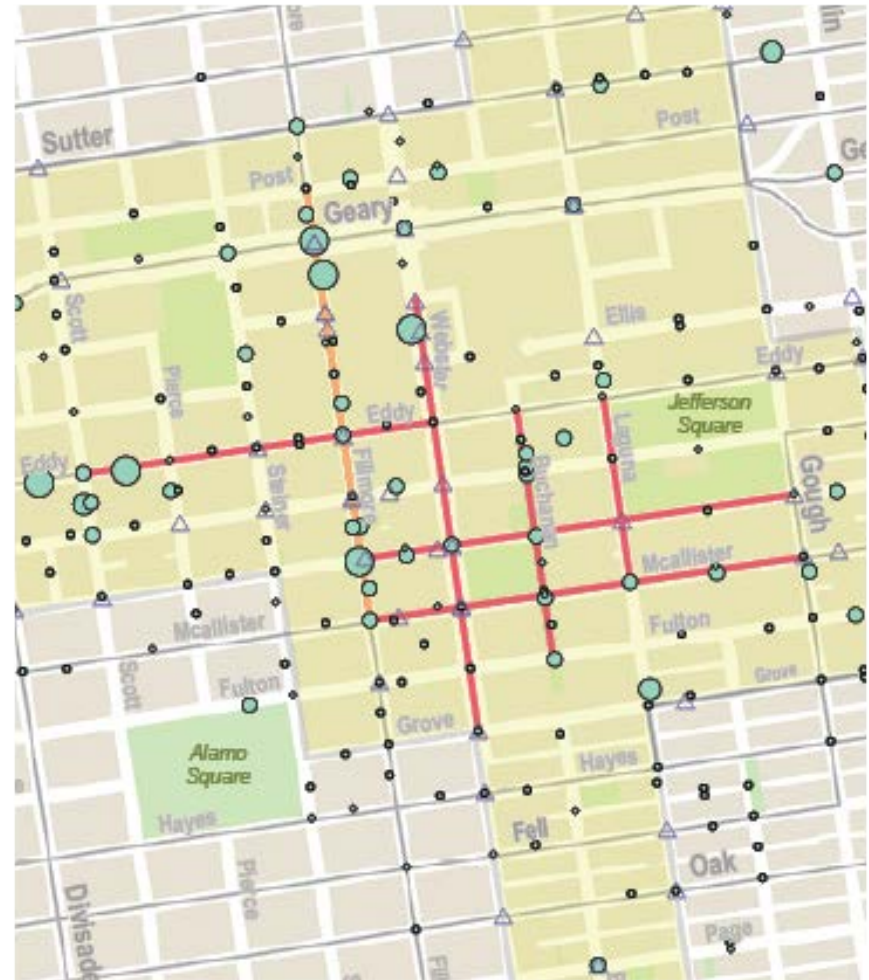 Sutter
Post
Post
Geary
Scott
Webster
Ellis
Pierce
Eddy
Eddy
Jefferson
Square
Eddy
Steiner
Fillmore
Buchanan
Laguna
Gough
Mcallister
Mcallister
Fulton
Scott
Fulton
Grove
Grove
Alamo
Square
Hayes
Hayes
Fell
Pierce
Oak
Page